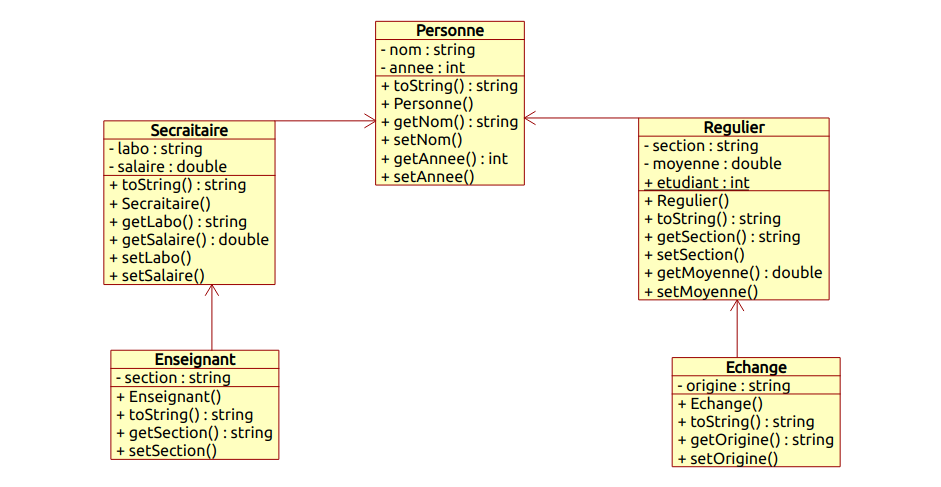 Personne
- nom : string
- annee : int
+ toString() : string
+ Personne()
+ getNom() : string
+ setNom()
+ getAnnee() : int
+ setAnnee()
Secraitaire
- labo : string
- salaire : double
+ toString() : string
+ Secraitaire()
+ getLabo() : string
+ getSalaire() : double
+ setLabo()
+ setSalaire()
Regulier
- section : string
- moyenne : double
+ etudiant : int
+ Regulier()
+ toString() : string
+ getSection() : string
+ setSection()
+ getMoyenne() : double
+ setMoyenne()
Enseignant
- section : string
+ Enseignant()
+ toString() : string
+ getSection() : string
+ setSection()
Echange
- origine : string
+ Echange()
+ toString() : string
+ getOrigine() : string
+ setOrigine()